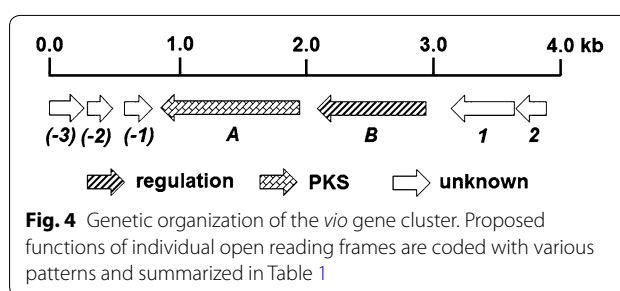 0.0 1.0 2.0 3.0 4.0 kb
(-3) (-2) (-1) A B 1 2
regulation PKS unknown
Fig. 4 Genetic organization of the vio gene cluster. Proposed
functions of individual open reading frames are coded with various
patterns and summarized in Table 1